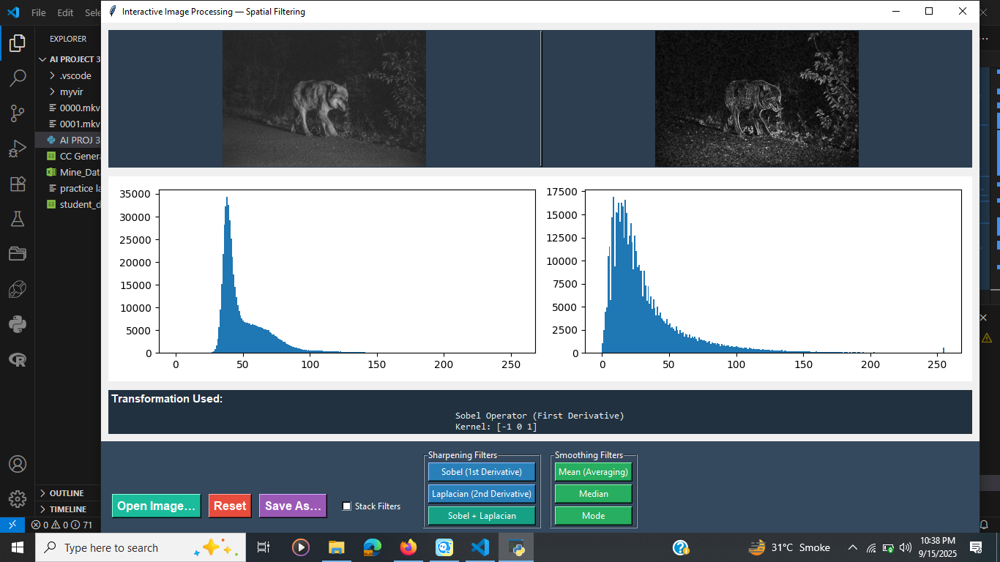 File Edit Sele
Interactive Image Processing — Spatial Filtering
EXPLORER
AI PROJECT 3
.vscode
myvir
0000.mkv
0001.mkv
AI PROJ 3
CC Genera
Mine_Dat
practice la
student_d
OUTLINE
TIMELINE
35000
30000
25000
20000
15000
10000
5000
0
0 50 100 150 200 250
17500
15000
12500
10000
7500
5000
2500
0
0 50 100 150 200 250
Transformation Used:
Sobel Operator (First Derivative)
Kernel: [-1 0 1]
Open Image...
Reset
Save As...
Stack Filters
Sharpening Filters
Sobel (1st Derivative)
Laplacian (2nd Derivative)
Sobel + Laplacian
Smoothing Filters
Mean (Averaging)
Median
Mode
0 0 71
Type here to search
31°C Smoke
10:38 PM
9/15/2025